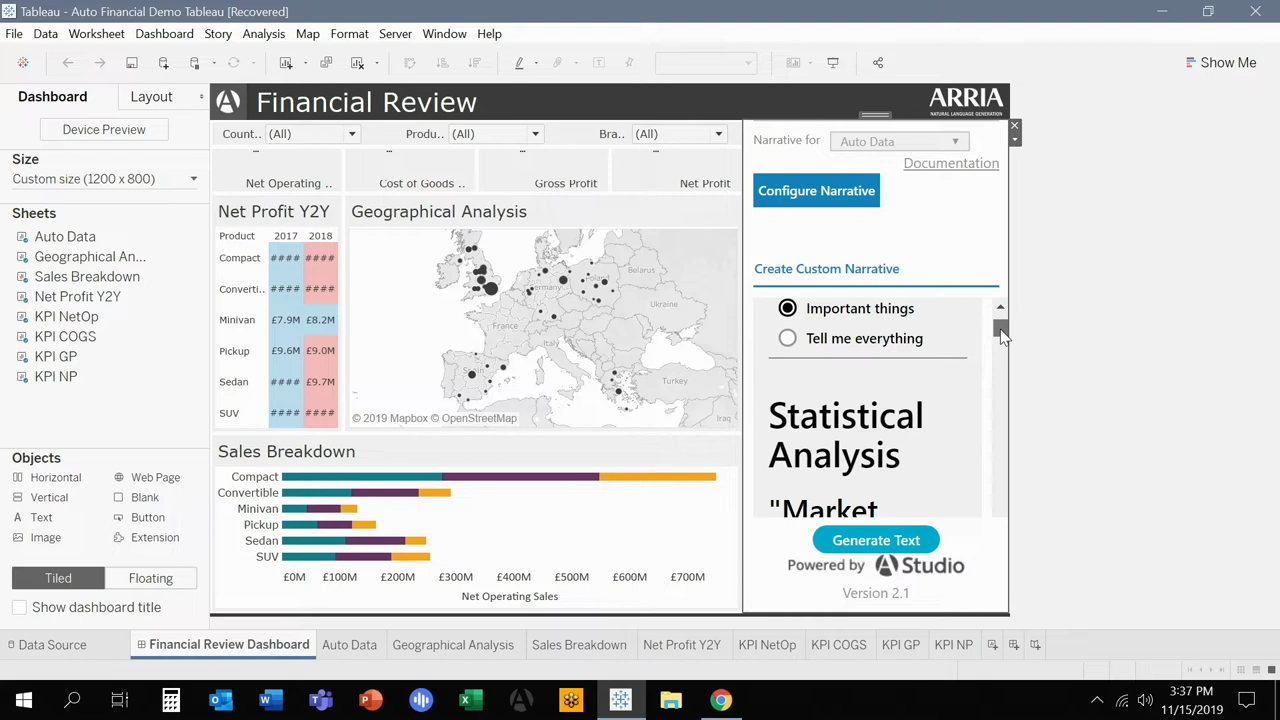 Tableau - Auto Financial Demo Tableau [Recovered]
File Data Worksheet Dashboard Story Analysis Map Format Server Window Help
Show Me
Dashboard Layout
Device Preview
Size
Custom size (1200 x 800)
Sheets
Auto Data
Geographical An...
Sales Breakdown
Net Profit Y2Y
KPI NetOp
KPI COGS
KPI GP
KPI NP
Objects
Horizontal Web Page
Vertical Blank
Text Button
Image Extension
Tiled Floating
Show dashboard title
Financial Review
ARRIA
NATURAL LANGUAGE GENERATION
Count.. (All) Produ.. (All) Bra.. (All)
Net Operating .. Cost of Goods .. Gross Profit Net Profit
Net Profit Y2Y
Product 2017 2018
Compact #### ####
Converti.. #### ####
Minivan £7.9M £8.2M
Pickup £9.6M £9.0M
Sedan #### £9.7M
SUV #### ####
Geographical Analysis
Belarus
Poland
Germany
Ukraine
France
Italy
Spain
Turkey
Iraq
© 2019 Mapbox © OpenStreetMap
Sales Breakdown
Compact
Convertible
Minivan
Pickup
Sedan
SUV
£0M £100M £200M £300M £400M £500M £600M £700M
Net Operating Sales
Narrative for Auto Data
Documentation
Configure Narrative
Create Custom Narrative
Important things
Tell me everything
Statistical
Analysis
"Market
Generate Text
Powered by Studio
Version 2.1
Data Source Financial Review Dashboard Auto Data Geographical Analysis Sales Breakdown Net Profit Y2Y KPI NetOp KPI COGS KPI GP KPI NP
3:37 PM
11/15/2019